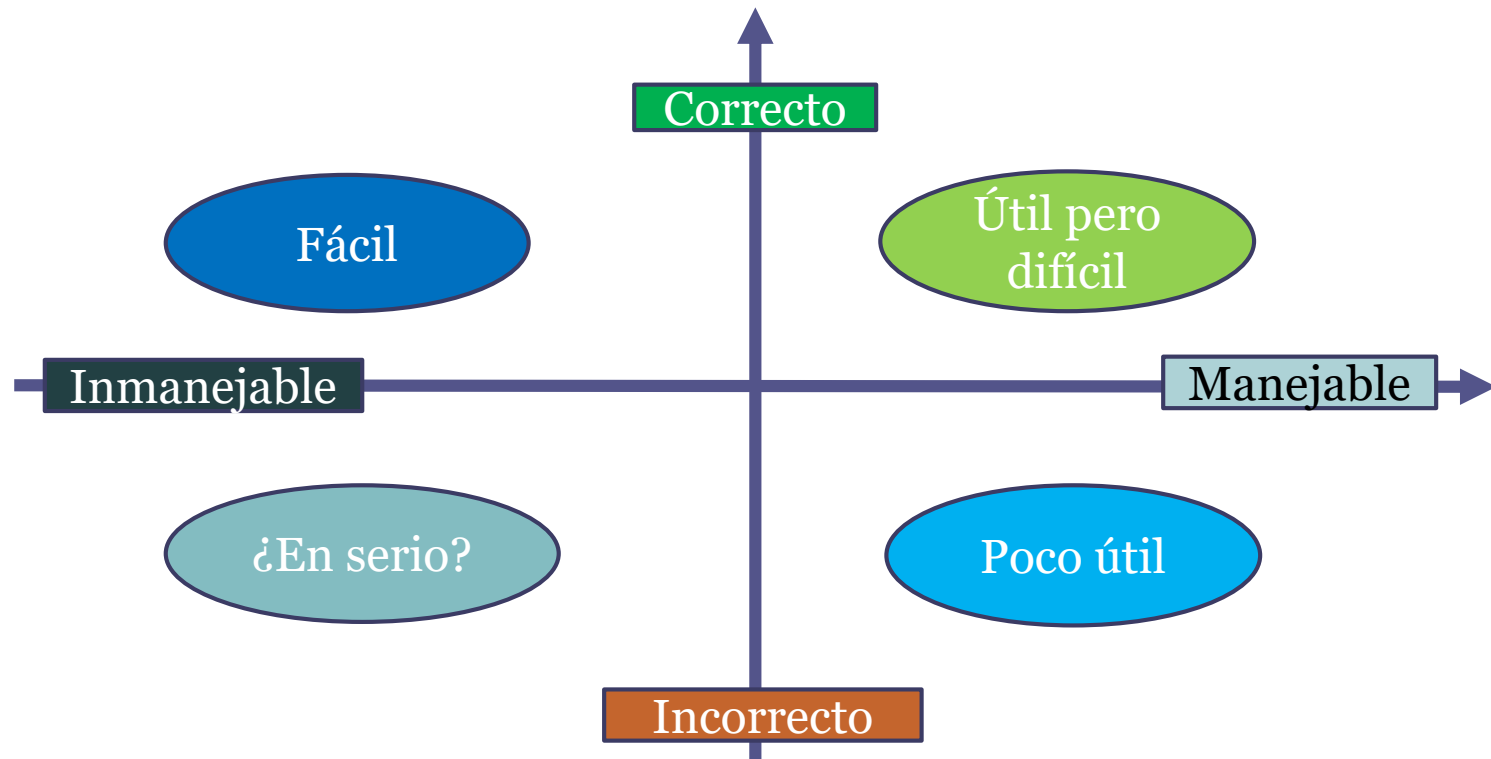 Correcto
Fácil
Útil pero
difícil
Inmanejable
Manejable
¿En serio?
Poco útil
Incorrecto